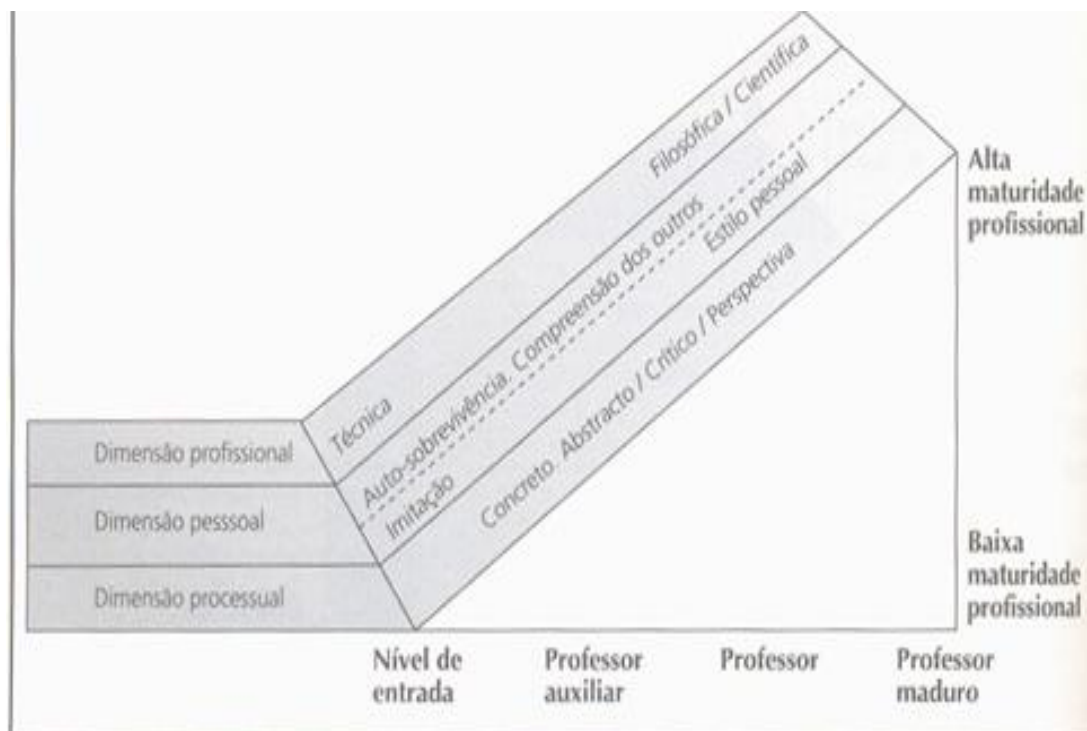 Filosófica / Científica
Técnica
Auto-sobrevivência. Compreensão dos outros
Estilo pessoal
Imitação
Concreto Abstracto / Crítico / Perspectiva
Dimensão profissional
Dimensão pesssoal
Dimensão processual
Alta
maturidade
profissional
Baixa
maturidade
profissional
Nível de
entrada
Professor
auxiliar
Professor
Professor
maduro